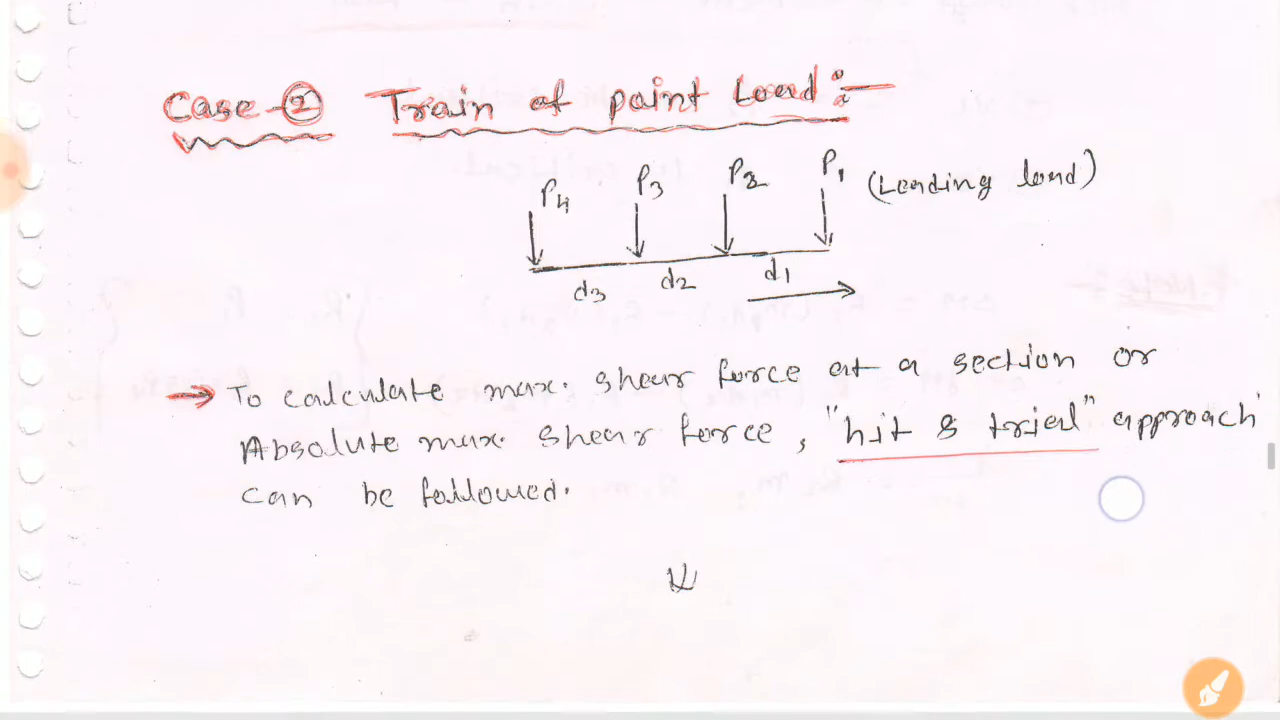 Case-② Train of point Load :-
P4 P3 P2 P1 (Leading load)
d3 d2 d1
→ To calculate max. shear force at a section or
Absolute max. shear force, "hit & trial" approach
can be followed.